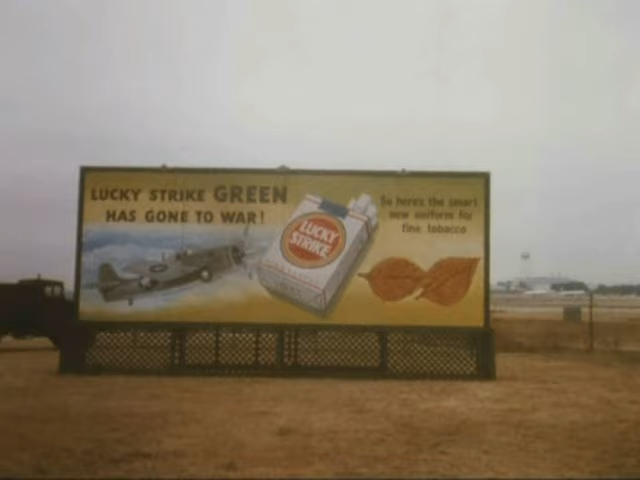 LUCKY STRIKE GREEN
HAS GONE TO WAR!
LUCKY
STRIKE
So here's the smart
new uniform for
fine tobacco